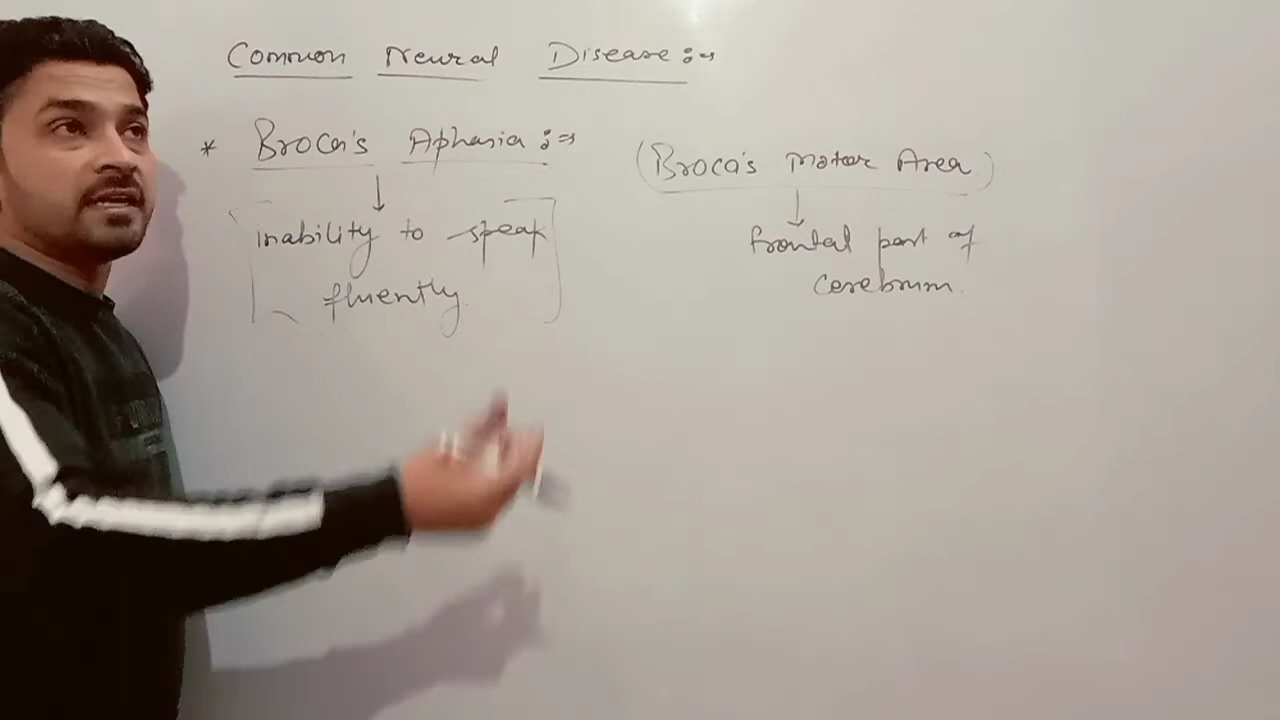 Common Neural Disease :→
* Broca's Aphasia :⇒
(Broca's Motor Area)
↓
↓
inability to speak
fluently.
frontal part of
cerebrum.